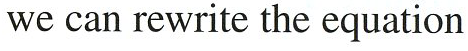 we can rewrite the equation